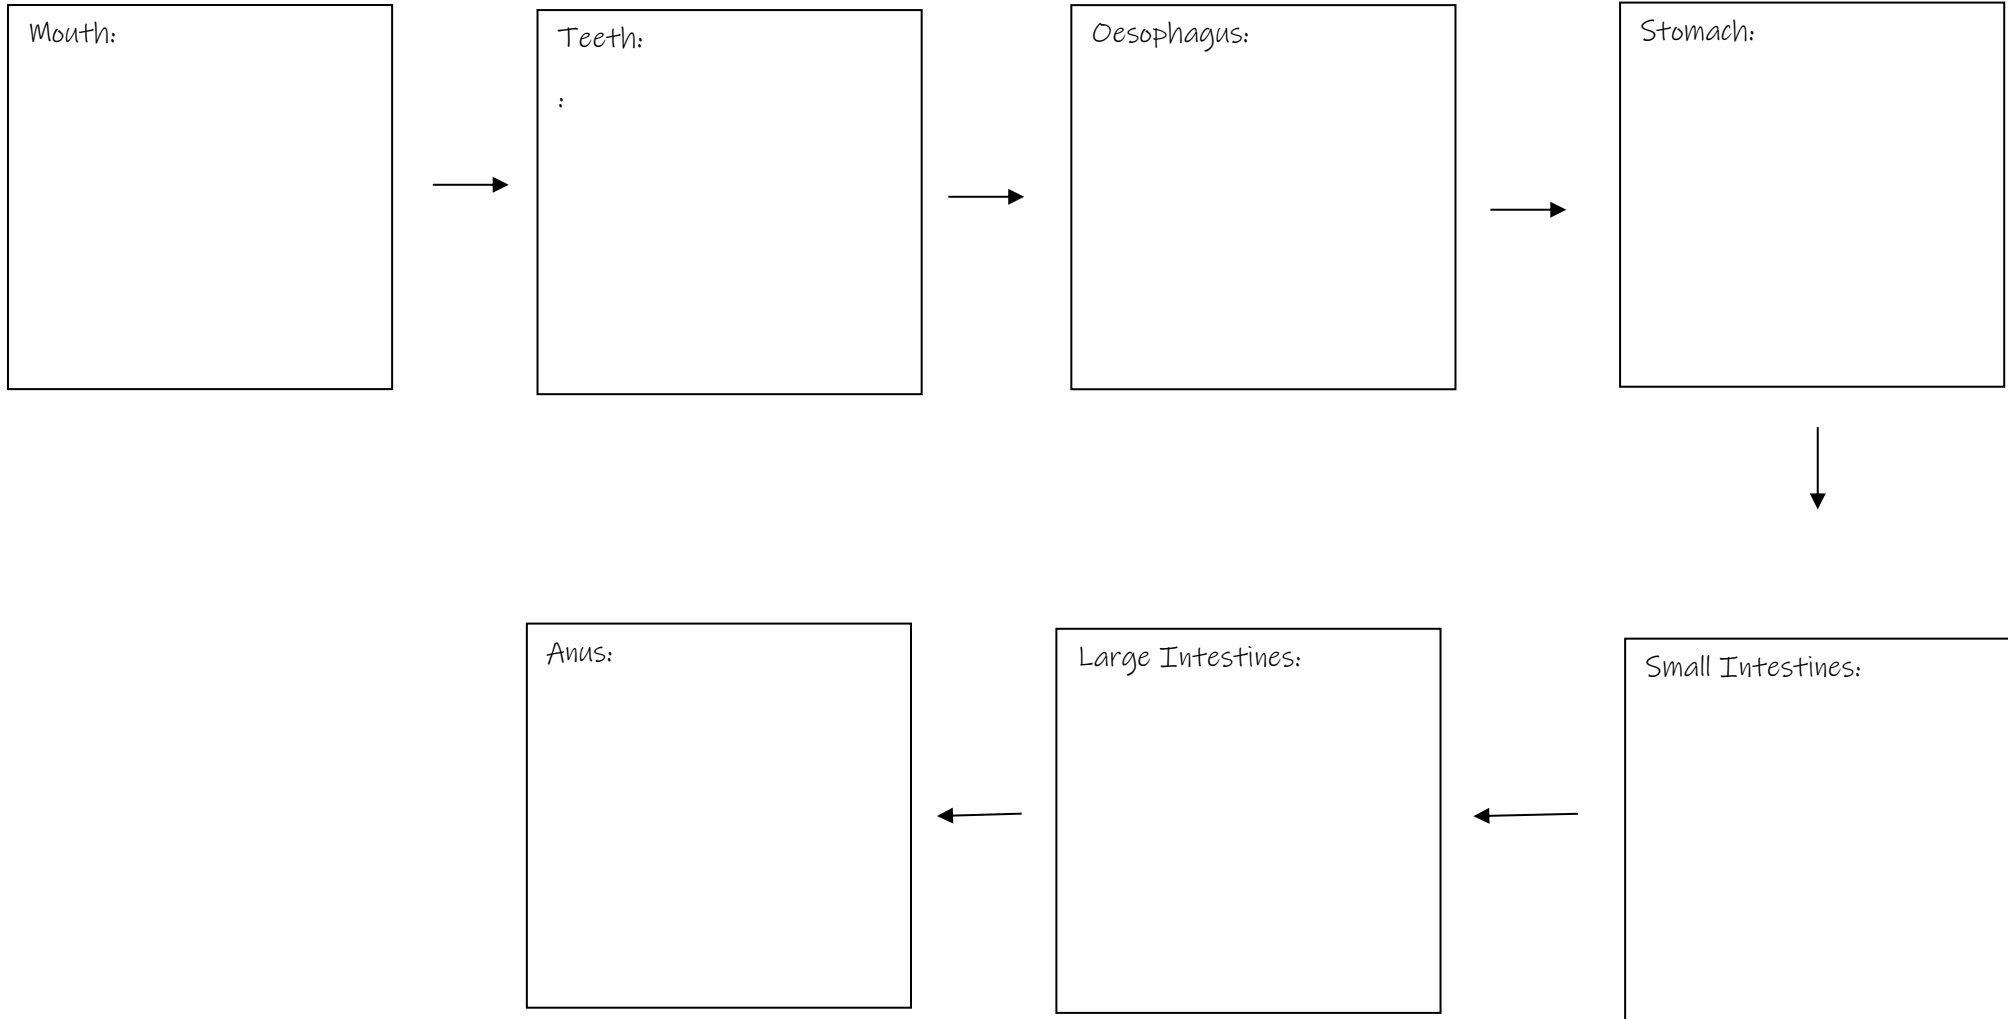 Mouth:
Teeth:
:
Oesophagus:
Stomach:
Anus:
Large Intestines:
Small Intestines: